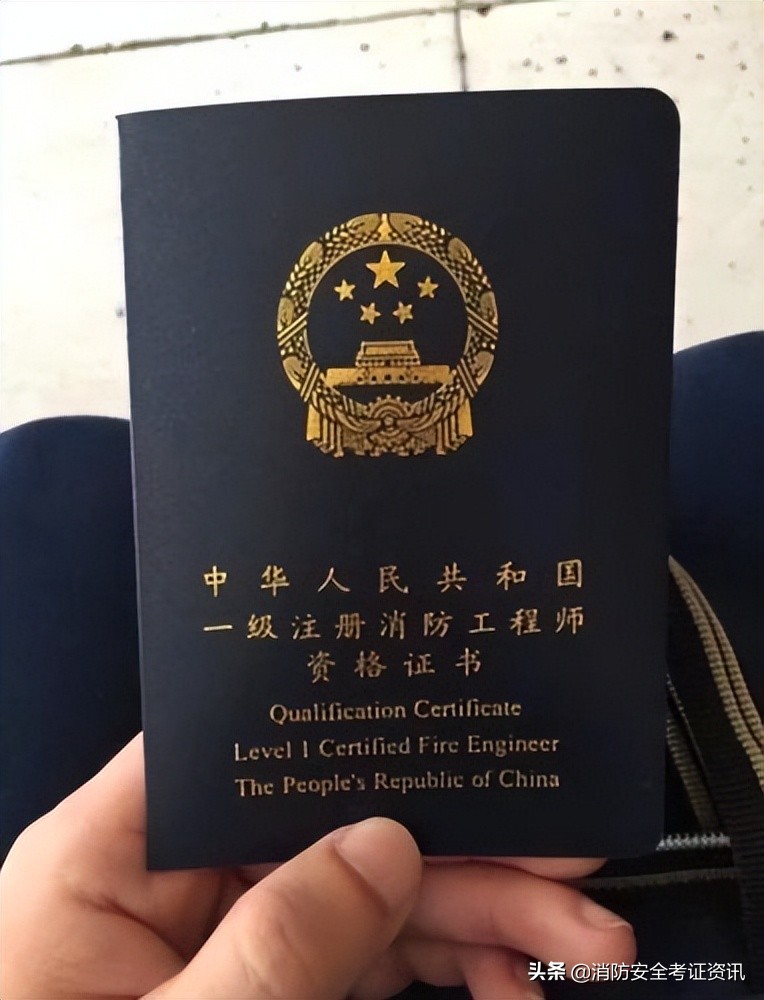 中华人民共和国
一级注册消防工程师
资格证书
Qualification Certificate
Level 1 Certified Fire Engineer
The People's Republic of China
头条 @消防安全考证资讯